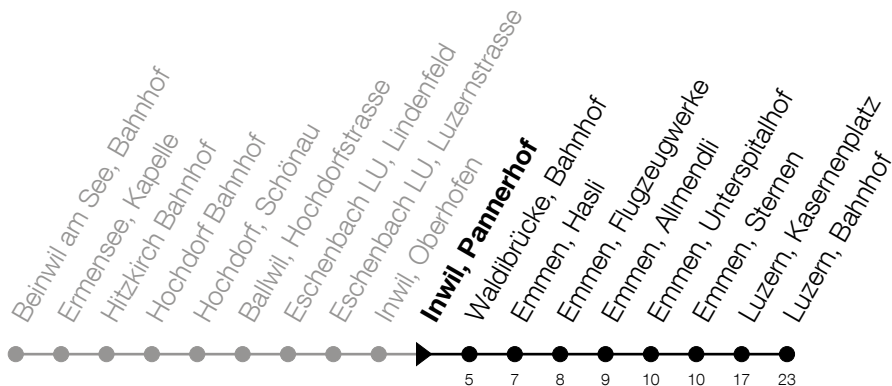 Beinwil am See, Bahnhof
Ermensee, Kapelle
Hitzkirch Bahnhof
Hochdorf Bahnhof
Hochdorf, Schönau
Ballwil, Hochdorfstrasse
Eschenbach LU, Lindenfeld
Eschenbach LU, Luzernstrasse
Inwil, Oberhofen
Inwil, Pannerhof
Waldibrücke, Bahnhof
Emmen, Hasli
Emmen, Flugzeugwerke
Emmen, Allmendli
Emmen, Unterspitalhof
Emmen, Sternen
Luzern, Kasernenplatz
Luzern, Bahnhof
5 7 8 9 10 10 17 23